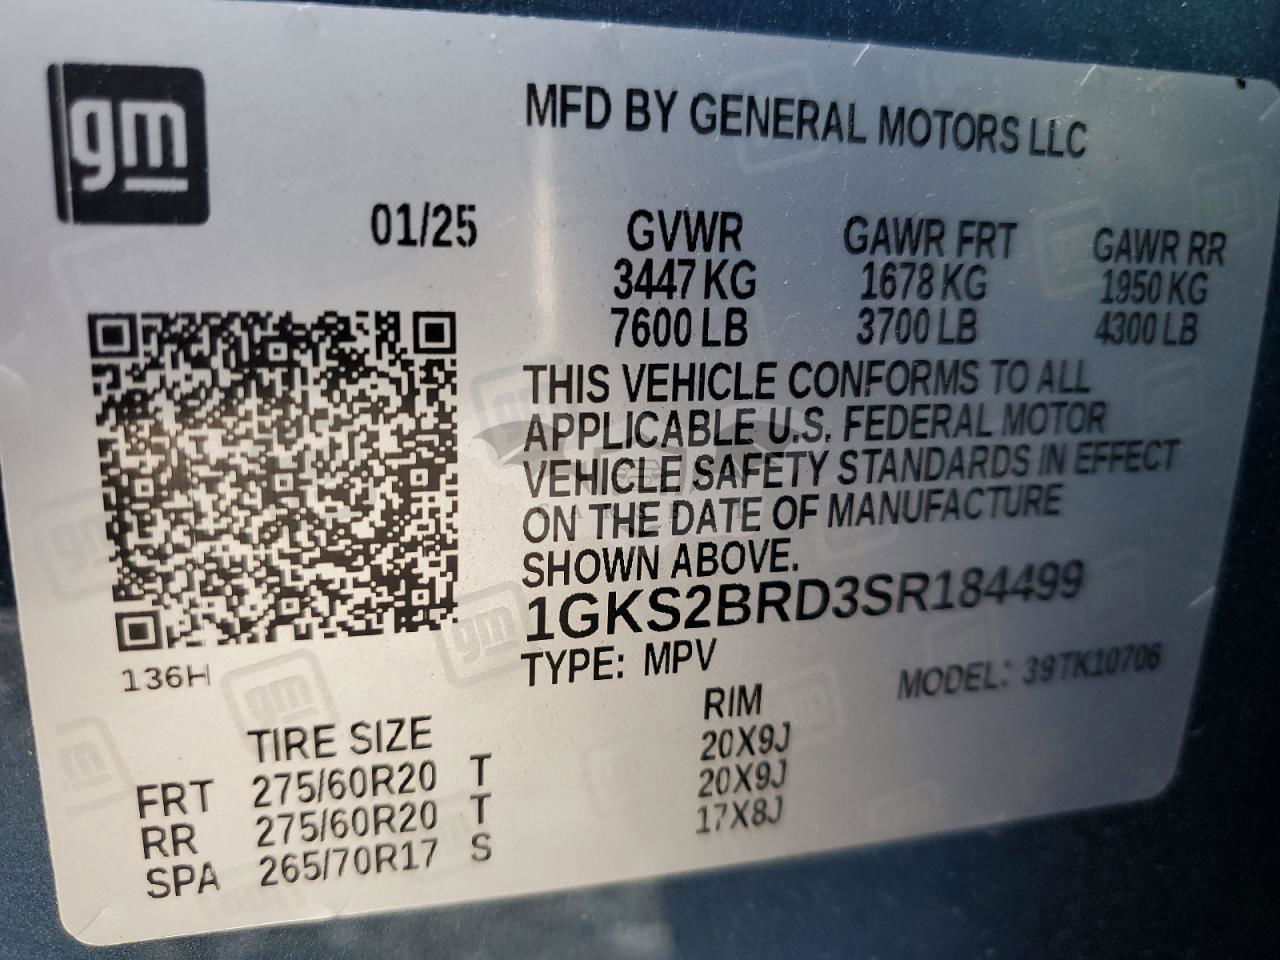 gm
MFD BY GENERAL MOTORS LLC
01/25
GVWR GAWR FRT GAWR RR
3447 KG 1678 KG 1950 KG
7600 LB 3700 LB 4300 LB
THIS VEHICLE CONFORMS TO ALL
APPLICABLE U.S. FEDERAL MOTOR
VEHICLE SAFETY STANDARDS IN EFFECT
ON THE DATE OF MANUFACTURE
SHOWN ABOVE.
1GKS2BRD3SR184499
TYPE: MPV MODEL: 39TK10706
136H
TIRE SIZE RIM
FRT 275/60R20 T 20X9J
RR 275/60R20 T 20X9J
SPA 265/70R17 S 17X8J